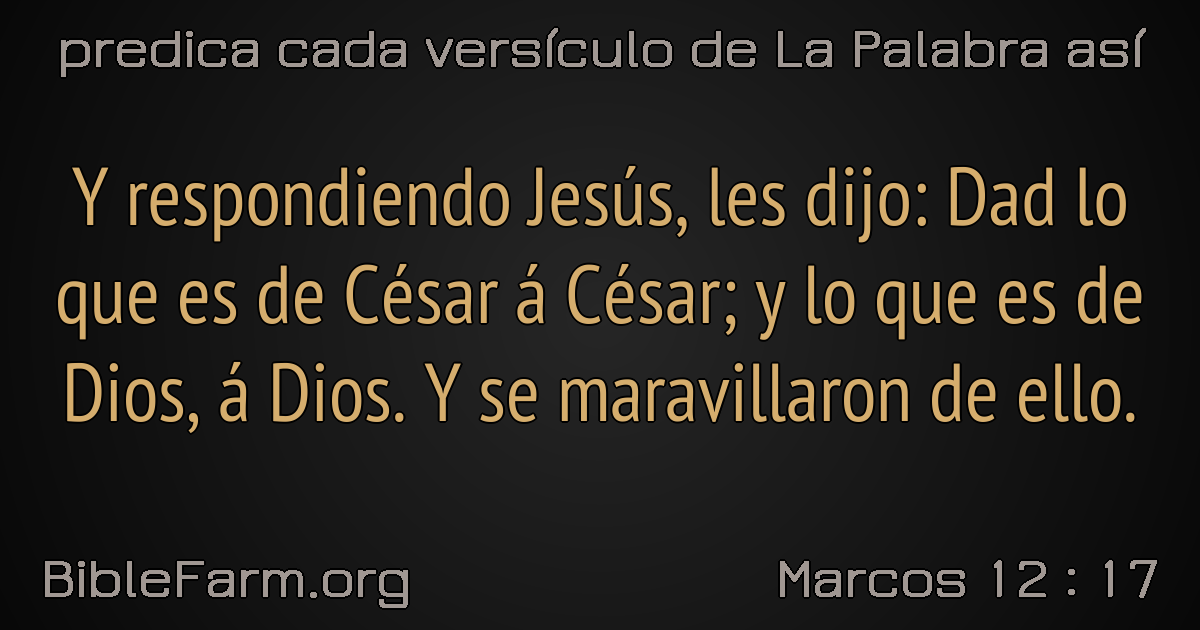 predica cada versículo de La Palabra así
Y respondiendo Jesús, les dijo: Dad lo
que es de César á César; y lo que es de
Dios, á Dios. Y se maravillaron de ello.
BibleFarm.org
Marcos 12 : 17